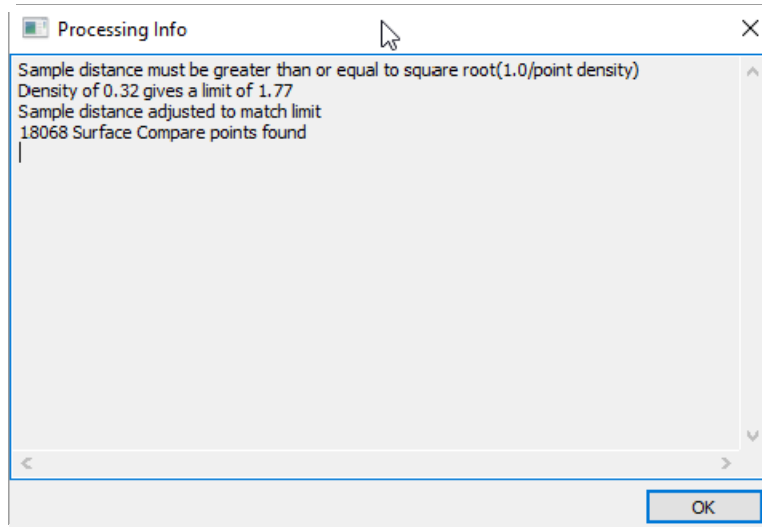 Processing Info
Sample distance must be greater than or equal to square root(1.0/point density)
Density of 0.32 gives a limit of 1.77
Sample distance adjusted to match limit
18068 Surface Compare points found
OK